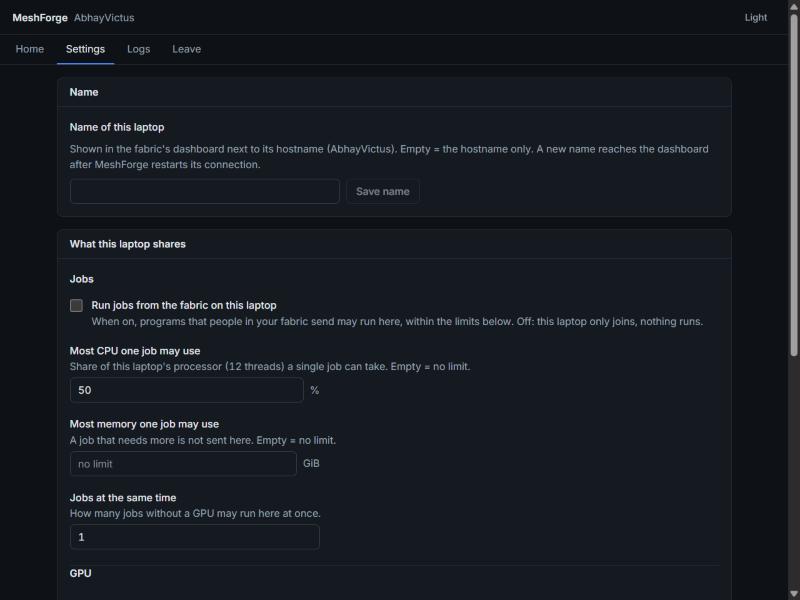 MeshForge AbhayVictus Light
Home Settings Logs Leave
Name
Name of this laptop
Shown in the fabric's dashboard next to its hostname (AbhayVictus). Empty = the hostname only. A new name reaches the dashboard
after MeshForge restarts its connection.
Save name
What this laptop shares
Jobs
Run jobs from the fabric on this laptop
When on, programs that people in your fabric send may run here, within the limits below. Off: this laptop only joins, nothing runs.
Most CPU one job may use
Share of this laptop's processor (12 threads) a single job can take. Empty = no limit.
50 %
Most memory one job may use
A job that needs more is not sent here. Empty = no limit.
no limit GiB
Jobs at the same time
How many jobs without a GPU may run here at once.
1
GPU